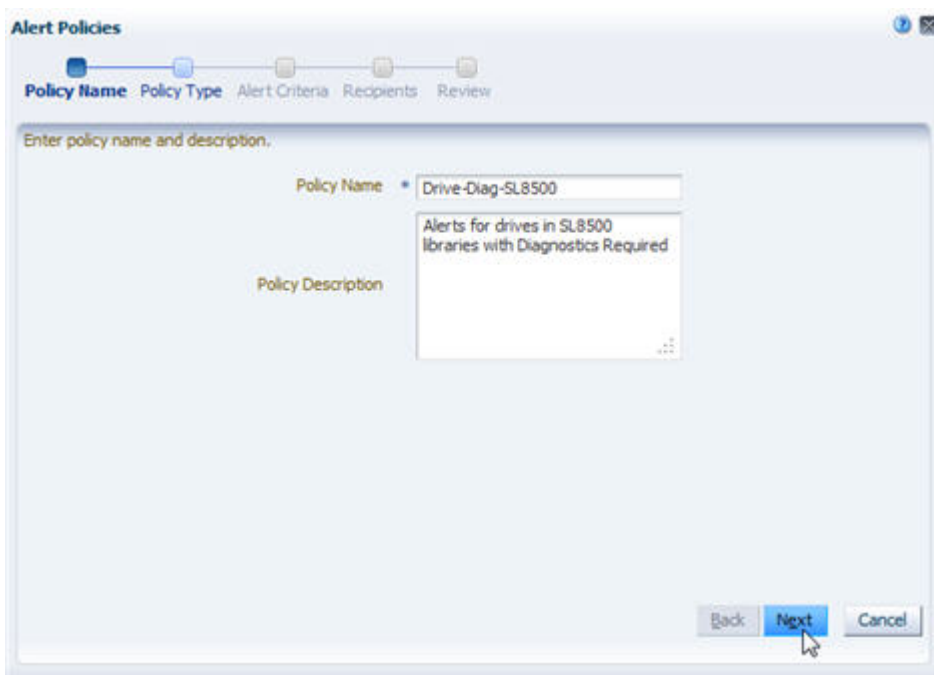 Alert Policies
Policy Name Policy Type Alert Criteria Recipients Review
Enter policy name and description.
Policy Name * Drive-Diag-SL8500
Alerts for drives in SL8500
libraries with Diagnostics Required
Policy Description
Back Next Cancel